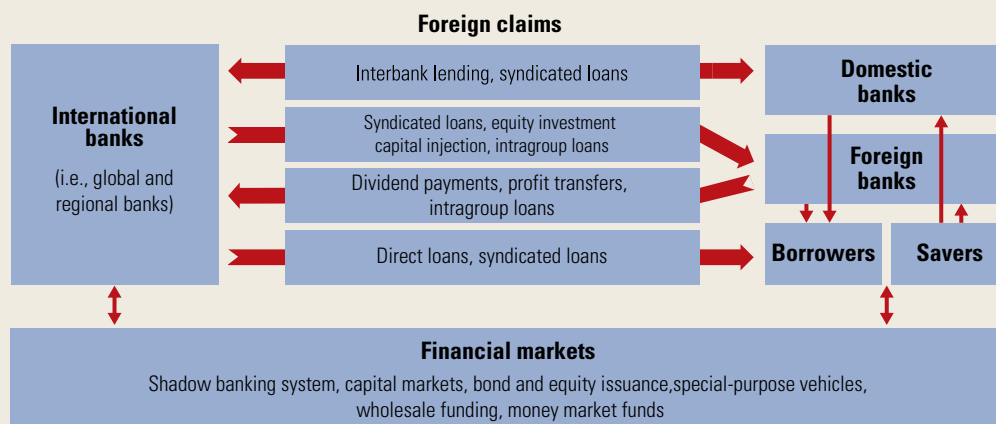 Foreign claims
International
banks
(i.e., global and
regional banks)
Interbank lending, syndicated loans
Syndicated loans, equity investment
capital injection, intragroup loans
Dividend payments, profit transfers,
intragroup loans
Direct loans, syndicated loans
Domestic
banks
Foreign
banks
Borrowers
Savers
Financial markets
Shadow banking system, capital markets, bond and equity issuance,special-purpose vehicles,
wholesale funding, money market funds